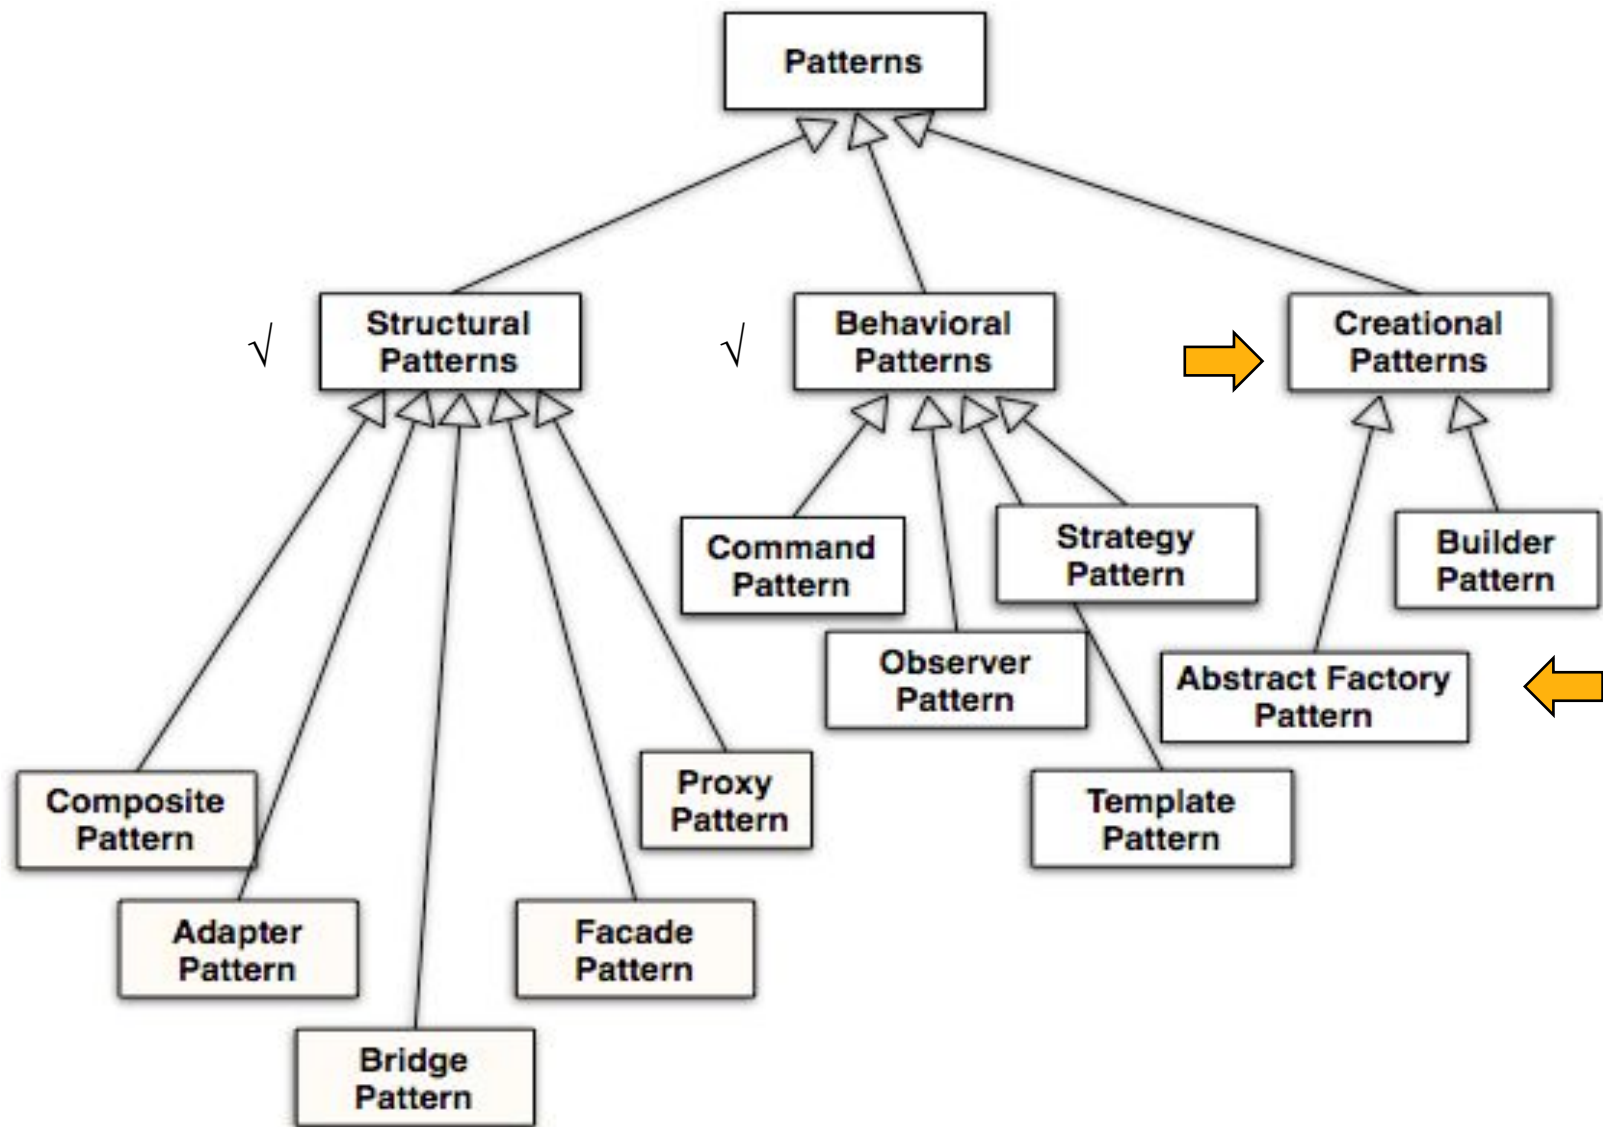 Patterns
√
Structural
Patterns
√
Behavioral
Patterns
Creational
Patterns
Command
Pattern
Strategy
Pattern
Builder
Pattern
Observer
Pattern
Abstract Factory
Pattern
Composite
Pattern
Proxy
Pattern
Template
Pattern
Adapter
Pattern
Facade
Pattern
Bridge
Pattern